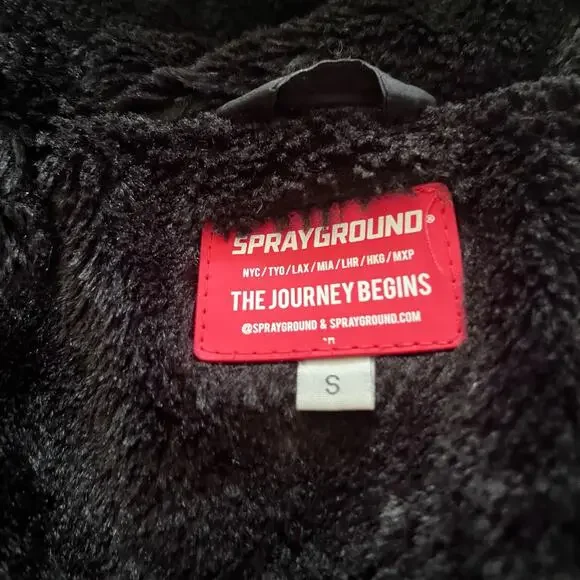 SPRAYGROUND®
NYC/TYO/LAX/MIA/LHR/HKG/MXP
THE JOURNEY BEGINS
@SPRAYGROUND & SPRAYGROUND.COM
S